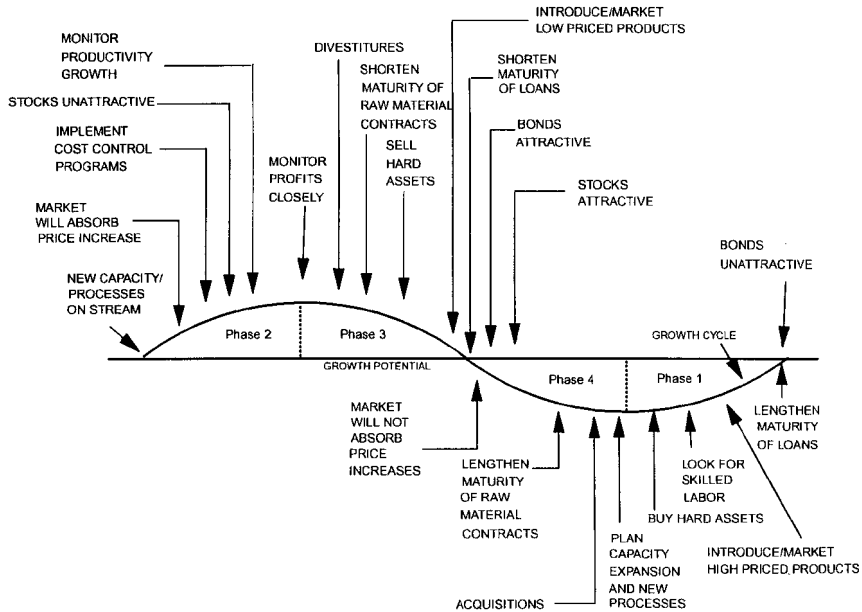 INTRODUCE/MARKET
LOW PRICED PRODUCTS
MONITOR
PRODUCTIVITY
GROWTH
DIVESTITURES
SHORTEN
MATURITY OF
RAW MATERIAL
CONTRACTS
SHORTEN
MATURITY
OF LOANS
STOCKS UNATTRACTIVE
IMPLEMENT
COST CONTROL
PROGRAMS
BONDS
ATTRACTIVE
SELL
HARD
ASSETS
MONITOR
PROFITS
CLOSELY
STOCKS
ATTRACTIVE
MARKET
WILL ABSORB
PRICE INCREASE
BONDS
UNATTRACTIVE
NEW CAPACITY/
PROCESSES
ON STREAM
Phase 2
Phase 3
GROWTH CYCLE
GROWTH POTENTIAL
Phase 4
Phase 1
MARKET
WILL NOT
ABSORB
PRICE
INCREASES
LENGTHEN
MATURITY
OF LOANS
LENGTHEN
MATURITY
OF RAW
MATERIAL
CONTRACTS
LOOK FOR
SKILLED
LABOR
BUY HARD ASSETS
PLAN
CAPACITY
EXPANSION
AND NEW
PROCESSES
INTRODUCE/MARKET
HIGH PRICED PRODUCTS
ACQUISITIONS